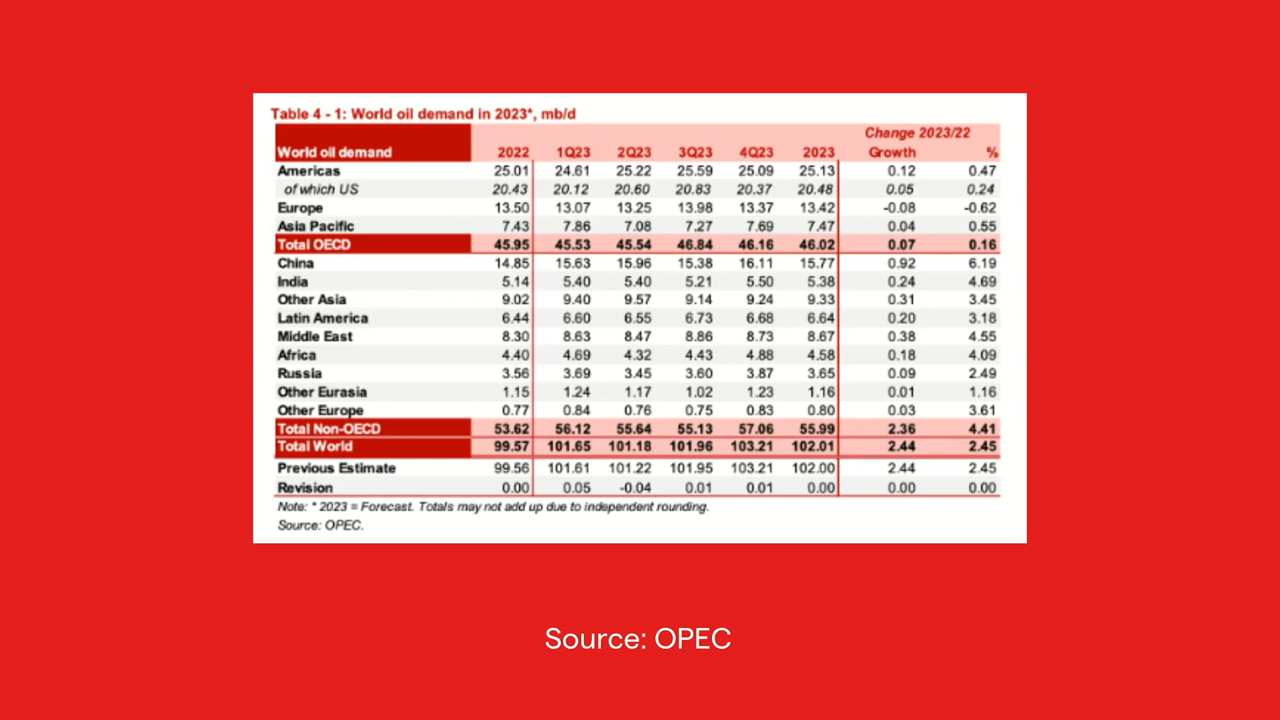 Table 4 - 1: World oil demand in 2023*, mb/d
Change 2023/22
World oil demand 2022 1Q23 2Q23 3Q23 4Q23 2023 Growth %
Americas 25.01 24.61 25.22 25.59 25.09 25.13 0.12 0.47
of which US 20.43 20.12 20.60 20.83 20.37 20.48 0.05 0.24
Europe 13.50 13.07 13.25 13.98 13.37 13.42 -0.08 -0.62
Asia Pacific 7.43 7.86 7.08 7.27 7.69 7.47 0.04 0.55
Total OECD 45.95 45.53 45.54 46.84 46.16 46.02 0.07 0.16
China 14.85 15.63 15.96 15.38 16.11 15.77 0.92 6.19
India 5.14 5.40 5.40 5.21 5.50 5.38 0.24 4.69
Other Asia 9.02 9.40 9.57 9.14 9.24 9.33 0.31 3.45
Latin America 6.44 6.60 6.55 6.73 6.68 6.64 0.20 3.18
Middle East 8.30 8.63 8.47 8.86 8.73 8.67 0.38 4.55
Africa 4.40 4.69 4.32 4.43 4.88 4.58 0.18 4.09
Russia 3.56 3.69 3.45 3.60 3.87 3.65 0.09 2.49
Other Eurasia 1.15 1.24 1.17 1.02 1.23 1.16 0.01 1.16
Other Europe 0.77 0.84 0.76 0.75 0.83 0.80 0.03 3.61
Total Non-OECD 53.62 56.12 55.64 55.13 57.06 55.99 2.36 4.41
Total World 99.57 101.65 101.18 101.96 103.21 102.01 2.44 2.45
Previous Estimate 99.56 101.61 101.22 101.95 103.21 102.00 2.44 2.45
Revision 0.00 0.05 -0.04 0.01 0.01 0.00 0.00 0.00
Note: * 2023 = Forecast. Totals may not add up due to independent rounding.
Source: OPEC.
Source: OPEC